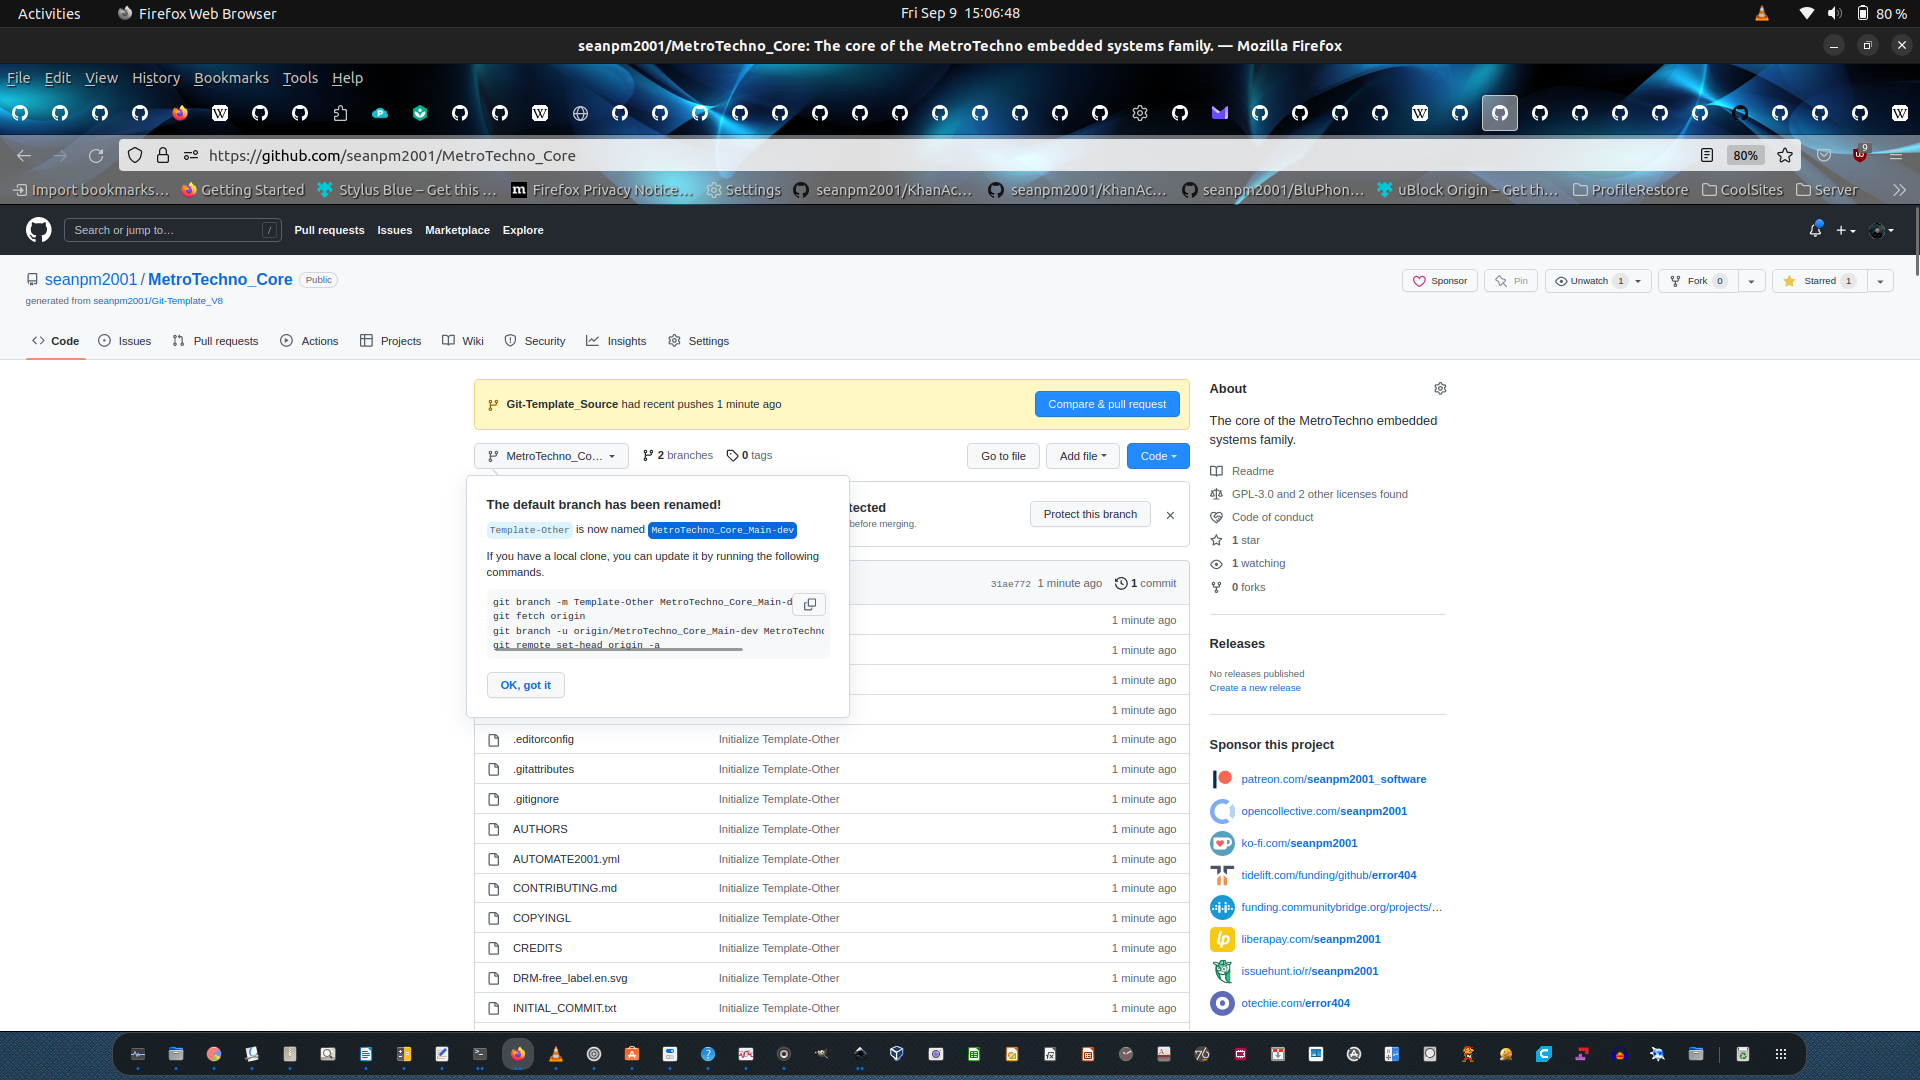 Activities
Firefox Web Browser
Fri Sep 9 15:06:48
80 %
seanpm2001/MetroTechno_Core: The core of the MetroTechno embedded systems family. — Mozilla Firefox
File Edit View History Bookmarks Tools Help
https://github.com/seanpm2001/MetroTechno_Core
80%
9
Import bookmarks…
Getting Started
Stylus Blue – Get this …
Firefox Privacy Notice…
Settings
seanpm2001/KhanAc…
seanpm2001/KhanAc…
seanpm2001/BluPhon…
uBlock Origin – Get th…
ProfileRestore
CoolSites
Server
Search or jump to…
/
Pull requests Issues Marketplace Explore
seanpm2001 / MetroTechno_Core Public
generated from seanpm2001/Git-Template_V8
Sponsor
Pin
Unwatch 1
Fork 0
Starred 1
Code
Issues
Pull requests
Actions
Projects
Wiki
Security
Insights
Settings
Git-Template_Source had recent pushes 1 minute ago
Compare & pull request
MetroTechno_Co…
2 branches
0 tags
Go to file
Add file
Code
The default branch has been renamed!
Template-Other is now named MetroTechno_Core_Main-dev
If you have a local clone, you can update it by running the following
commands.
git branch -m Template-Other MetroTechno_Core_Main-d
git fetch origin
git branch -u origin/MetroTechno_Core_Main-dev MetroTechno
git remote set-head origin -a
OK, got it
tected
before merging.
Protect this branch
31ae772 1 minute ago 1 commit
1 minute ago
1 minute ago
1 minute ago
1 minute ago
.editorconfig Initialize Template-Other 1 minute ago
.gitattributes Initialize Template-Other 1 minute ago
.gitignore Initialize Template-Other 1 minute ago
AUTHORS Initialize Template-Other 1 minute ago
AUTOMATE2001.yml Initialize Template-Other 1 minute ago
CONTRIBUTING.md Initialize Template-Other 1 minute ago
COPYINGL Initialize Template-Other 1 minute ago
CREDITS Initialize Template-Other 1 minute ago
DRM-free_label.en.svg Initialize Template-Other 1 minute ago
INITIAL_COMMIT.txt Initialize Template-Other 1 minute ago
About
The core of the MetroTechno embedded
systems family.
Readme
GPL-3.0 and 2 other licenses found
Code of conduct
1 star
1 watching
0 forks
Releases
No releases published
Create a new release
Sponsor this project
patreon.com/seanpm2001_software
opencollective.com/seanpm2001
ko-fi.com/seanpm2001
tidelift.com/funding/github/error404
funding.communitybridge.org/projects/…
liberapay.com/seanpm2001
issuehunt.io/r/seanpm2001
otechie.com/error404